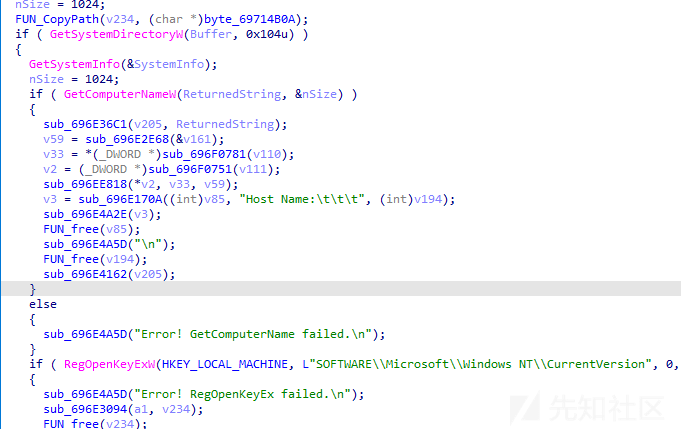 nSize = 1024;
FUN_CopyPath(v234, (char *)byte_69714B0A);
if ( GetSystemDirectoryW(Buffer, 0x104u) )
{
GetSystemInfo(&SystemInfo);
nSize = 1024;
if ( GetComputerNameW(ReturnedString, &nSize) )
{
sub_696E36C1(v205, ReturnedString);
v59 = sub_696E2E68(&v161);
v33 = *(_DWORD *)sub_696F0781(v110);
v2 = (_DWORD *)sub_696F0751(v111);
sub_696EE818(*v2, v33, v59);
v3 = sub_696E170A((int)v85, "Host Name:\t\t\t", (int)v194);
sub_696E4A2E(v3);
FUN_free(v85);
sub_696E4A5D("\n");
FUN_free(v194);
sub_696E4162(v205);
}
else
{
sub_696E4A5D("Error! GetComputerName failed.\n");
}
if ( RegOpenKeyExW(HKEY_LOCAL_MACHINE, L"SOFTWARE\\Microsoft\\Windows NT\\CurrentVersion", 0,
{
sub_696E4A5D("Error! RegOpenKeyEx failed.\n");
sub_696E3094(a1, v234);
FUN_free(v234);
先知社区